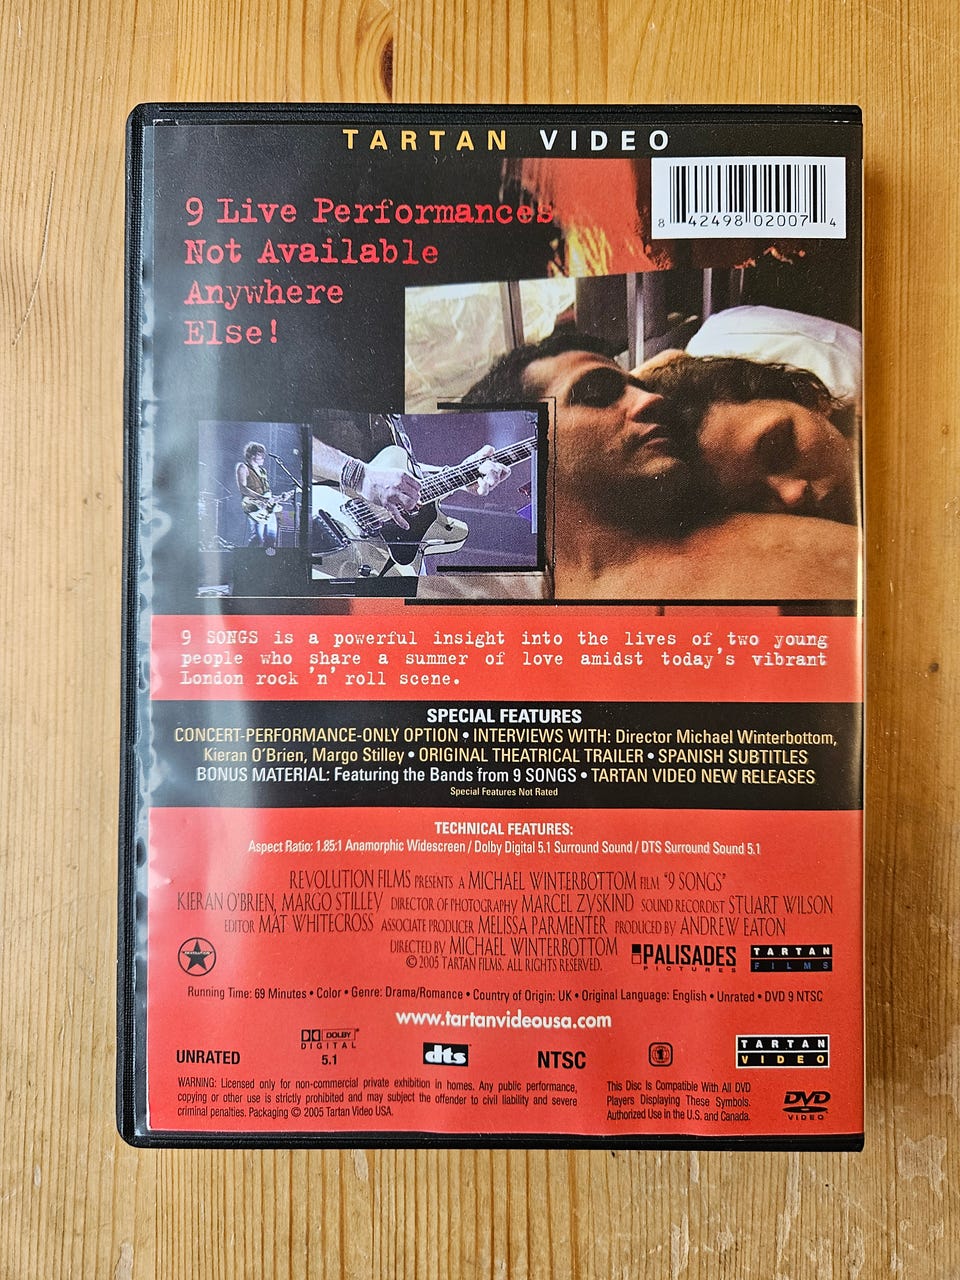 TARTAN VIDEO
8 42498 02007 4
9 Live Performances
Not Available
Anywhere
Else!
9 SONGS is a powerful insight into the lives of two young
people who share a summer of love amidst today's vibrant
London rock 'n' roll scene.
SPECIAL FEATURES
CONCERT-PERFORMANCE-ONLY OPTION • INTERVIEWS WITH: Director Michael Winterbottom,
Kieran O'Brien, Margo Stilley • ORIGINAL THEATRICAL TRAILER • SPANISH SUBTITLES
BONUS MATERIAL: Featuring the Bands from 9 SONGS • TARTAN VIDEO NEW RELEASES
Special Features Not Rated
TECHNICAL FEATURES:
Aspect Ratio: 1.85:1 Anamorphic Widescreen / Dolby Digital 5.1 Surround Sound / DTS Surround Sound 5.1
REVOLUTION FILMS PRESENTS A MICHAEL WINTERBOTTOM FILM "9 SONGS"
KIERAN O'BRIEN, MARGO STILLEY DIRECTOR OF PHOTOGRAPHY MARCEL ZYSKIND SOUND RECORDIST STUART WILSON
EDITOR MAT WHITECROSS ASSOCIATE PRODUCER MELISSA PARMENTER PRODUCED BY ANDREW EATON
DIRECTED BY MICHAEL WINTERBOTTOM
© 2005 TARTAN FILMS. ALL RIGHTS RESERVED.
PALISADES
PICTURES
TARTAN
FILMS
Running Time: 69 Minutes • Color • Genre: Drama/Romance • Country of Origin: UK • Original Language: English • Unrated • DVD 9 NTSC
www.tartanvideousa.com
UNRATED
DOLBY
DIGITAL
5.1
dts
NTSC
1
TARTAN
VIDEO
WARNING: Licensed only for non-commercial private exhibition in homes. Any public performance,
copying or other use is strictly prohibited and may subject the offender to civil liability and severe
criminal penalties. Packaging © 2005 Tartan Video USA.
This Disc Is Compatible With All DVD
Players Displaying These Symbols.
Authorized Use in the U.S. and Canada.
DVD
VIDEO